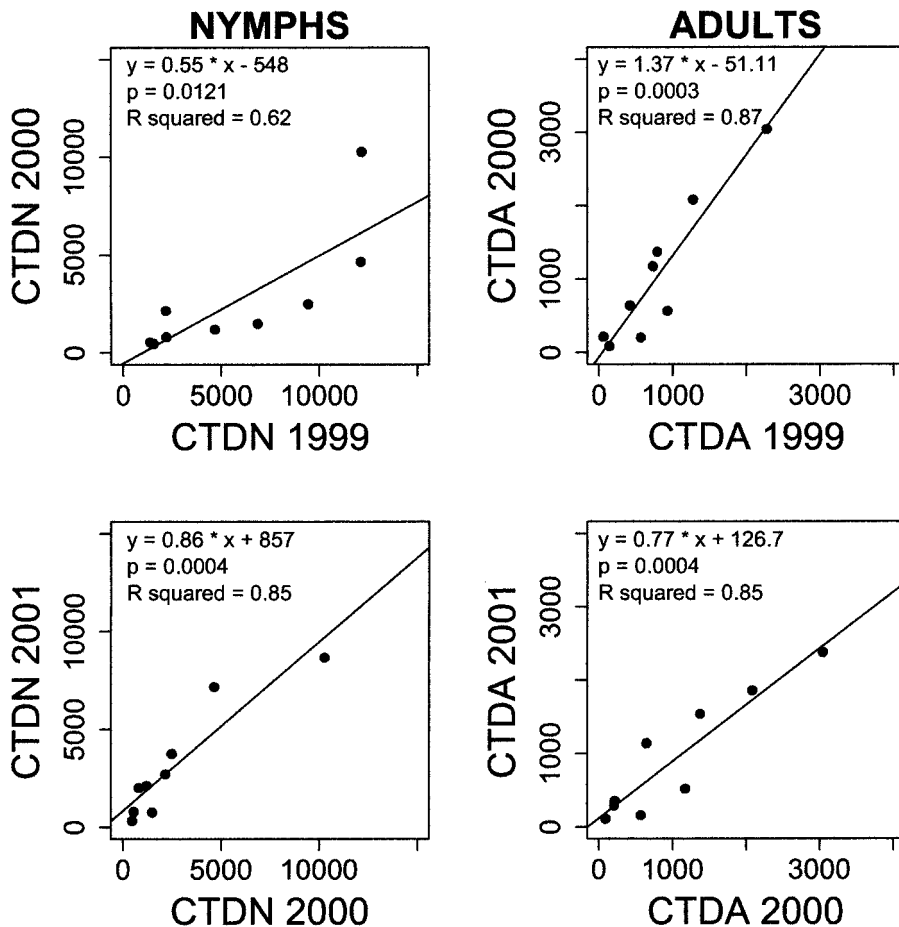 NYMPHS
y = 0.55 * x - 548
p = 0.0121
R squared = 0.62
CTDN 2000
0 5000 10000
0 5000 10000
CTDN 1999
ADULTS
y = 1.37 * x - 51.11
p = 0.0003
R squared = 0.87
CTDA 2000
0 1000 3000
0 1000 3000
CTDA 1999
y = 0.86 * x + 857
p = 0.0004
R squared = 0.85
CTDN 2001
0 5000 10000
0 5000 10000
CTDN 2000
y = 0.77 * x + 126.7
p = 0.0004
R squared = 0.85
CTDA 2001
0 1000 3000
0 1000 3000
CTDA 2000